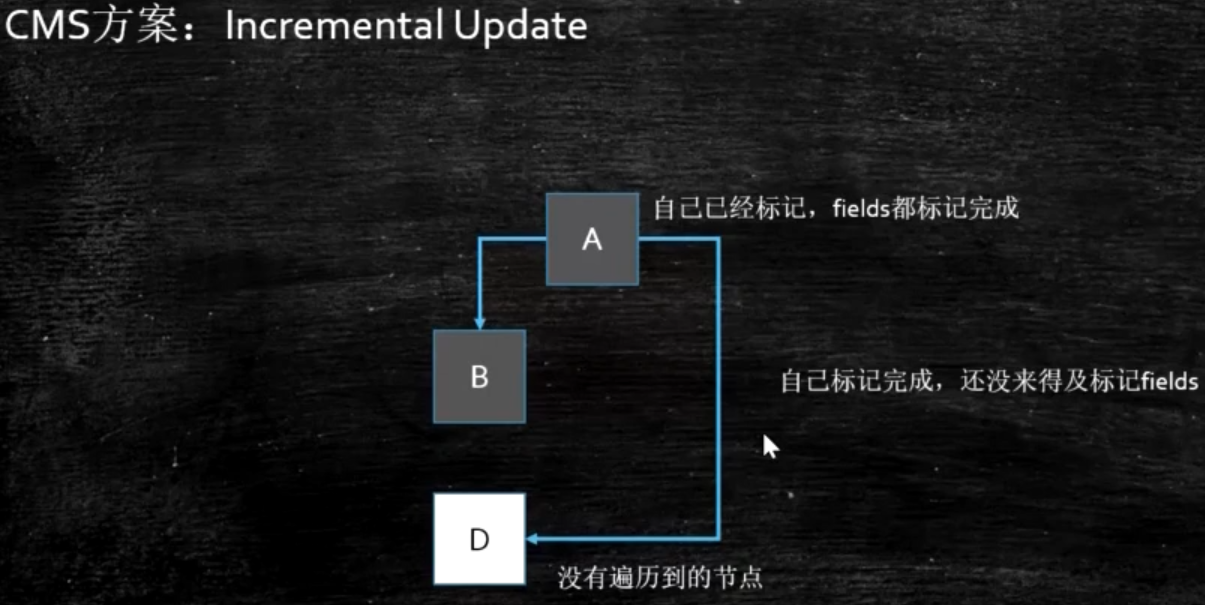 CMS方案：Incremental Update
A
自己已经标记，fields都标记完成
B
自己标记完成，还没来得及标记fields
D
没有遍历到的节点